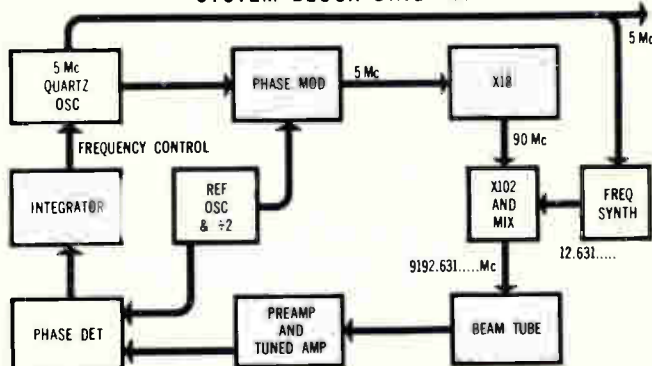 5 Mc
5 Mc
QUARTZ
OSC
PHASE MOD
5 Mc
X18
FREQUENCY CONTROL
90 Mc
INTEGRATOR
REF
OSC
& ÷2
X102
AND
MIX
FREQ
SYNTH
12.631.....
9192.631.....Mc
PHASE DET
PREAMP
AND
TUNED AMP
BEAM TUBE